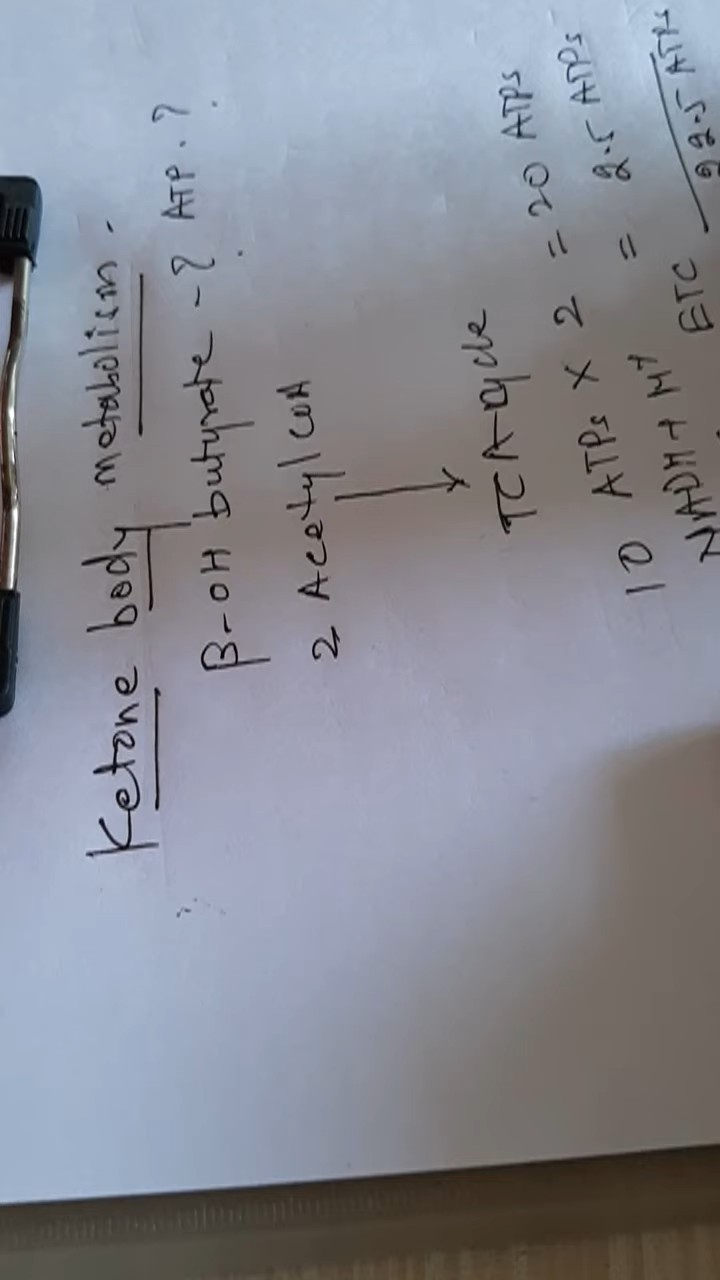 Ketone body metabolism.
β-OH butyrate - ? ATP. ?
2 Acetyl CoA
TCA cycle
10 ATPs x 2 = 20 ATPs
NADH + H+ = 2.5 ATPs
ETC 22.5 ATPs